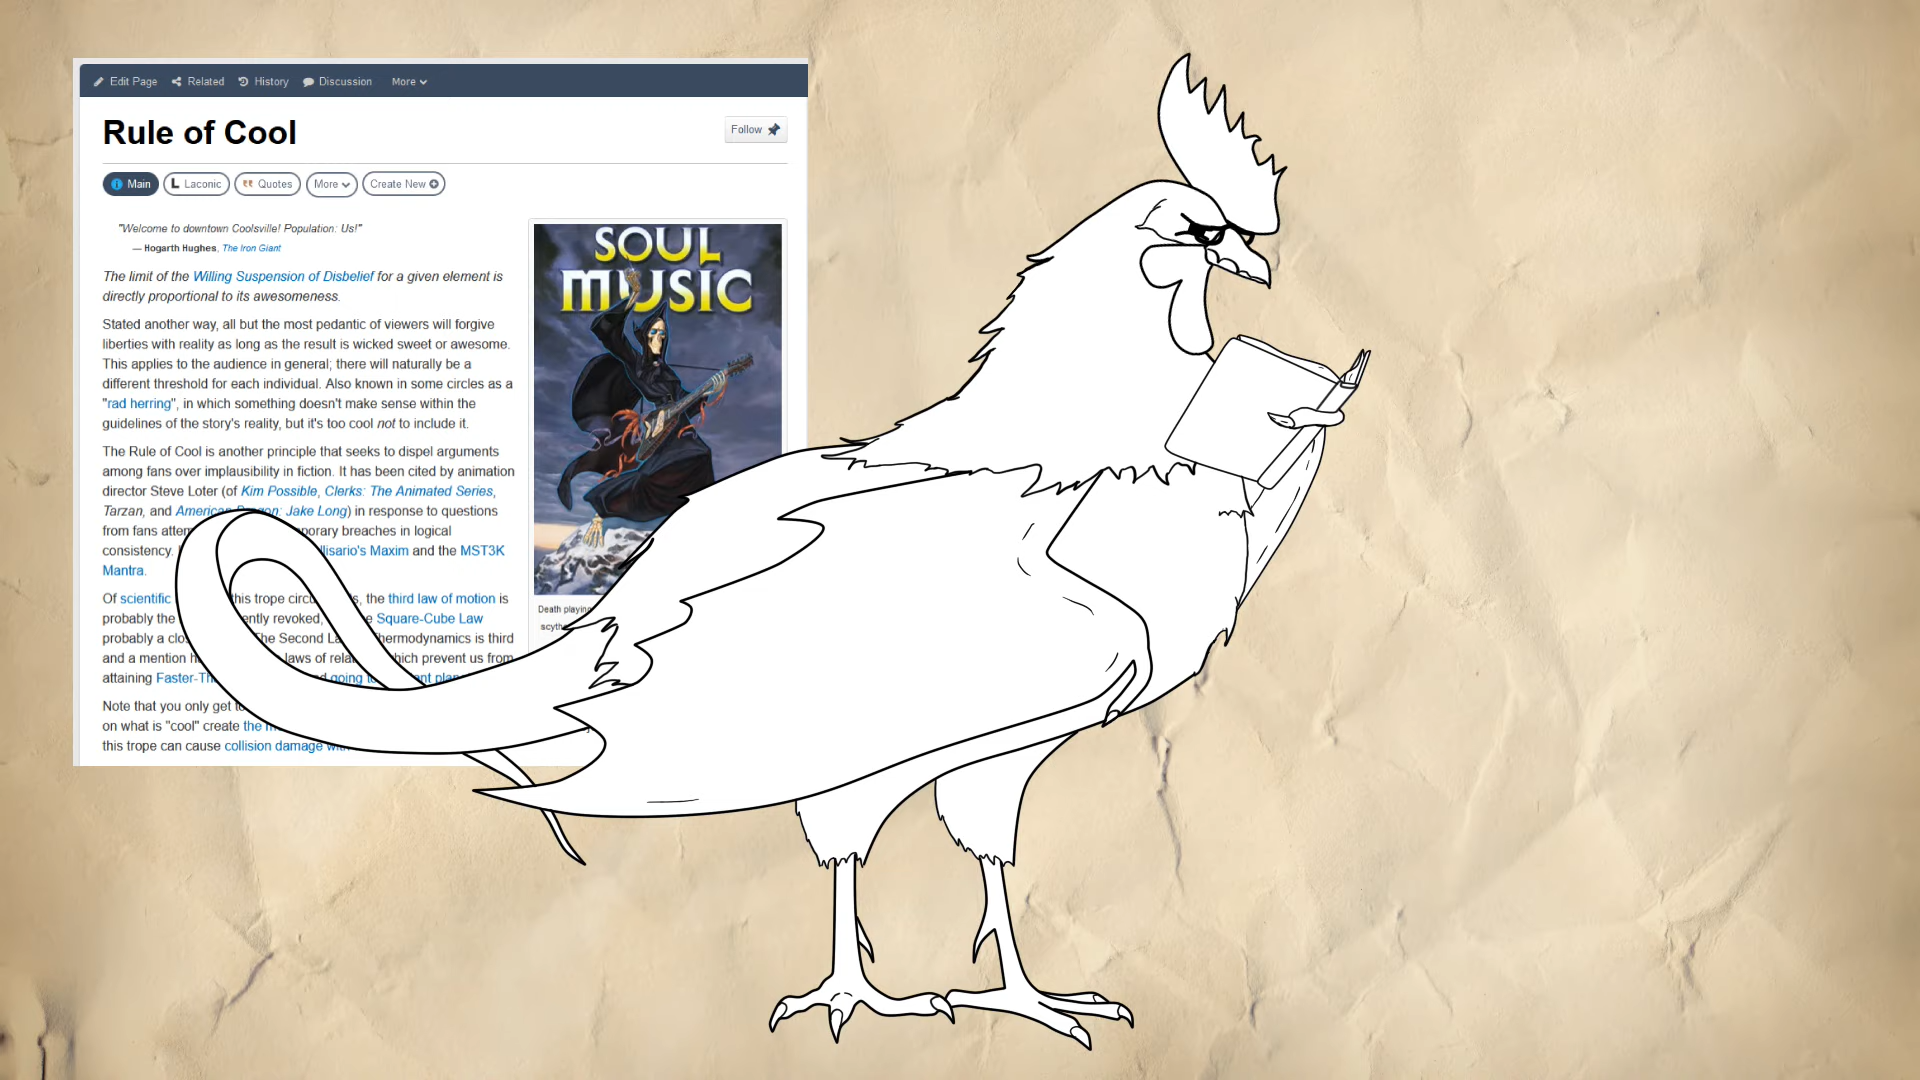 Edit Page Related History Discussion More
Rule of Cool
Follow
Main Laconic Quotes More Create New
"Welcome to downtown Coolsville! Population: Us!"
— Hogarth Hughes, The Iron Giant
The limit of the Willing Suspension of Disbelief for a given element is
directly proportional to its awesomeness.
Stated another way, all but the most pedantic of viewers will forgive
liberties with reality as long as the result is wicked sweet or awesome.
This applies to the audience in general; there will naturally be a
different threshold for each individual. Also known in some circles as a
"rad herring", in which something doesn't make sense within the
guidelines of the story's reality, but it's too cool not to include it.
The Rule of Cool is another principle that seeks to dispel arguments
among fans over implausibility in fiction. It has been cited by animation
director Steve Loter (of Kim Possible, Clerks: The Animated Series,
Tarzan, and American Dragon: Jake Long) in response to questions
from fans porary breaches in logical
consistency. Maxim and the MST3K
Mantra.
Of scientific this trope the third law of motion is
probably the revoked, Square-Cube Law
probably a The Second hermodynamics is third
and a mention laws of which prevent us from
attaining going to
Note that you only get
on what is "cool" create the
this trope can cause collision damage
SOUL
MUSIC
Death playing